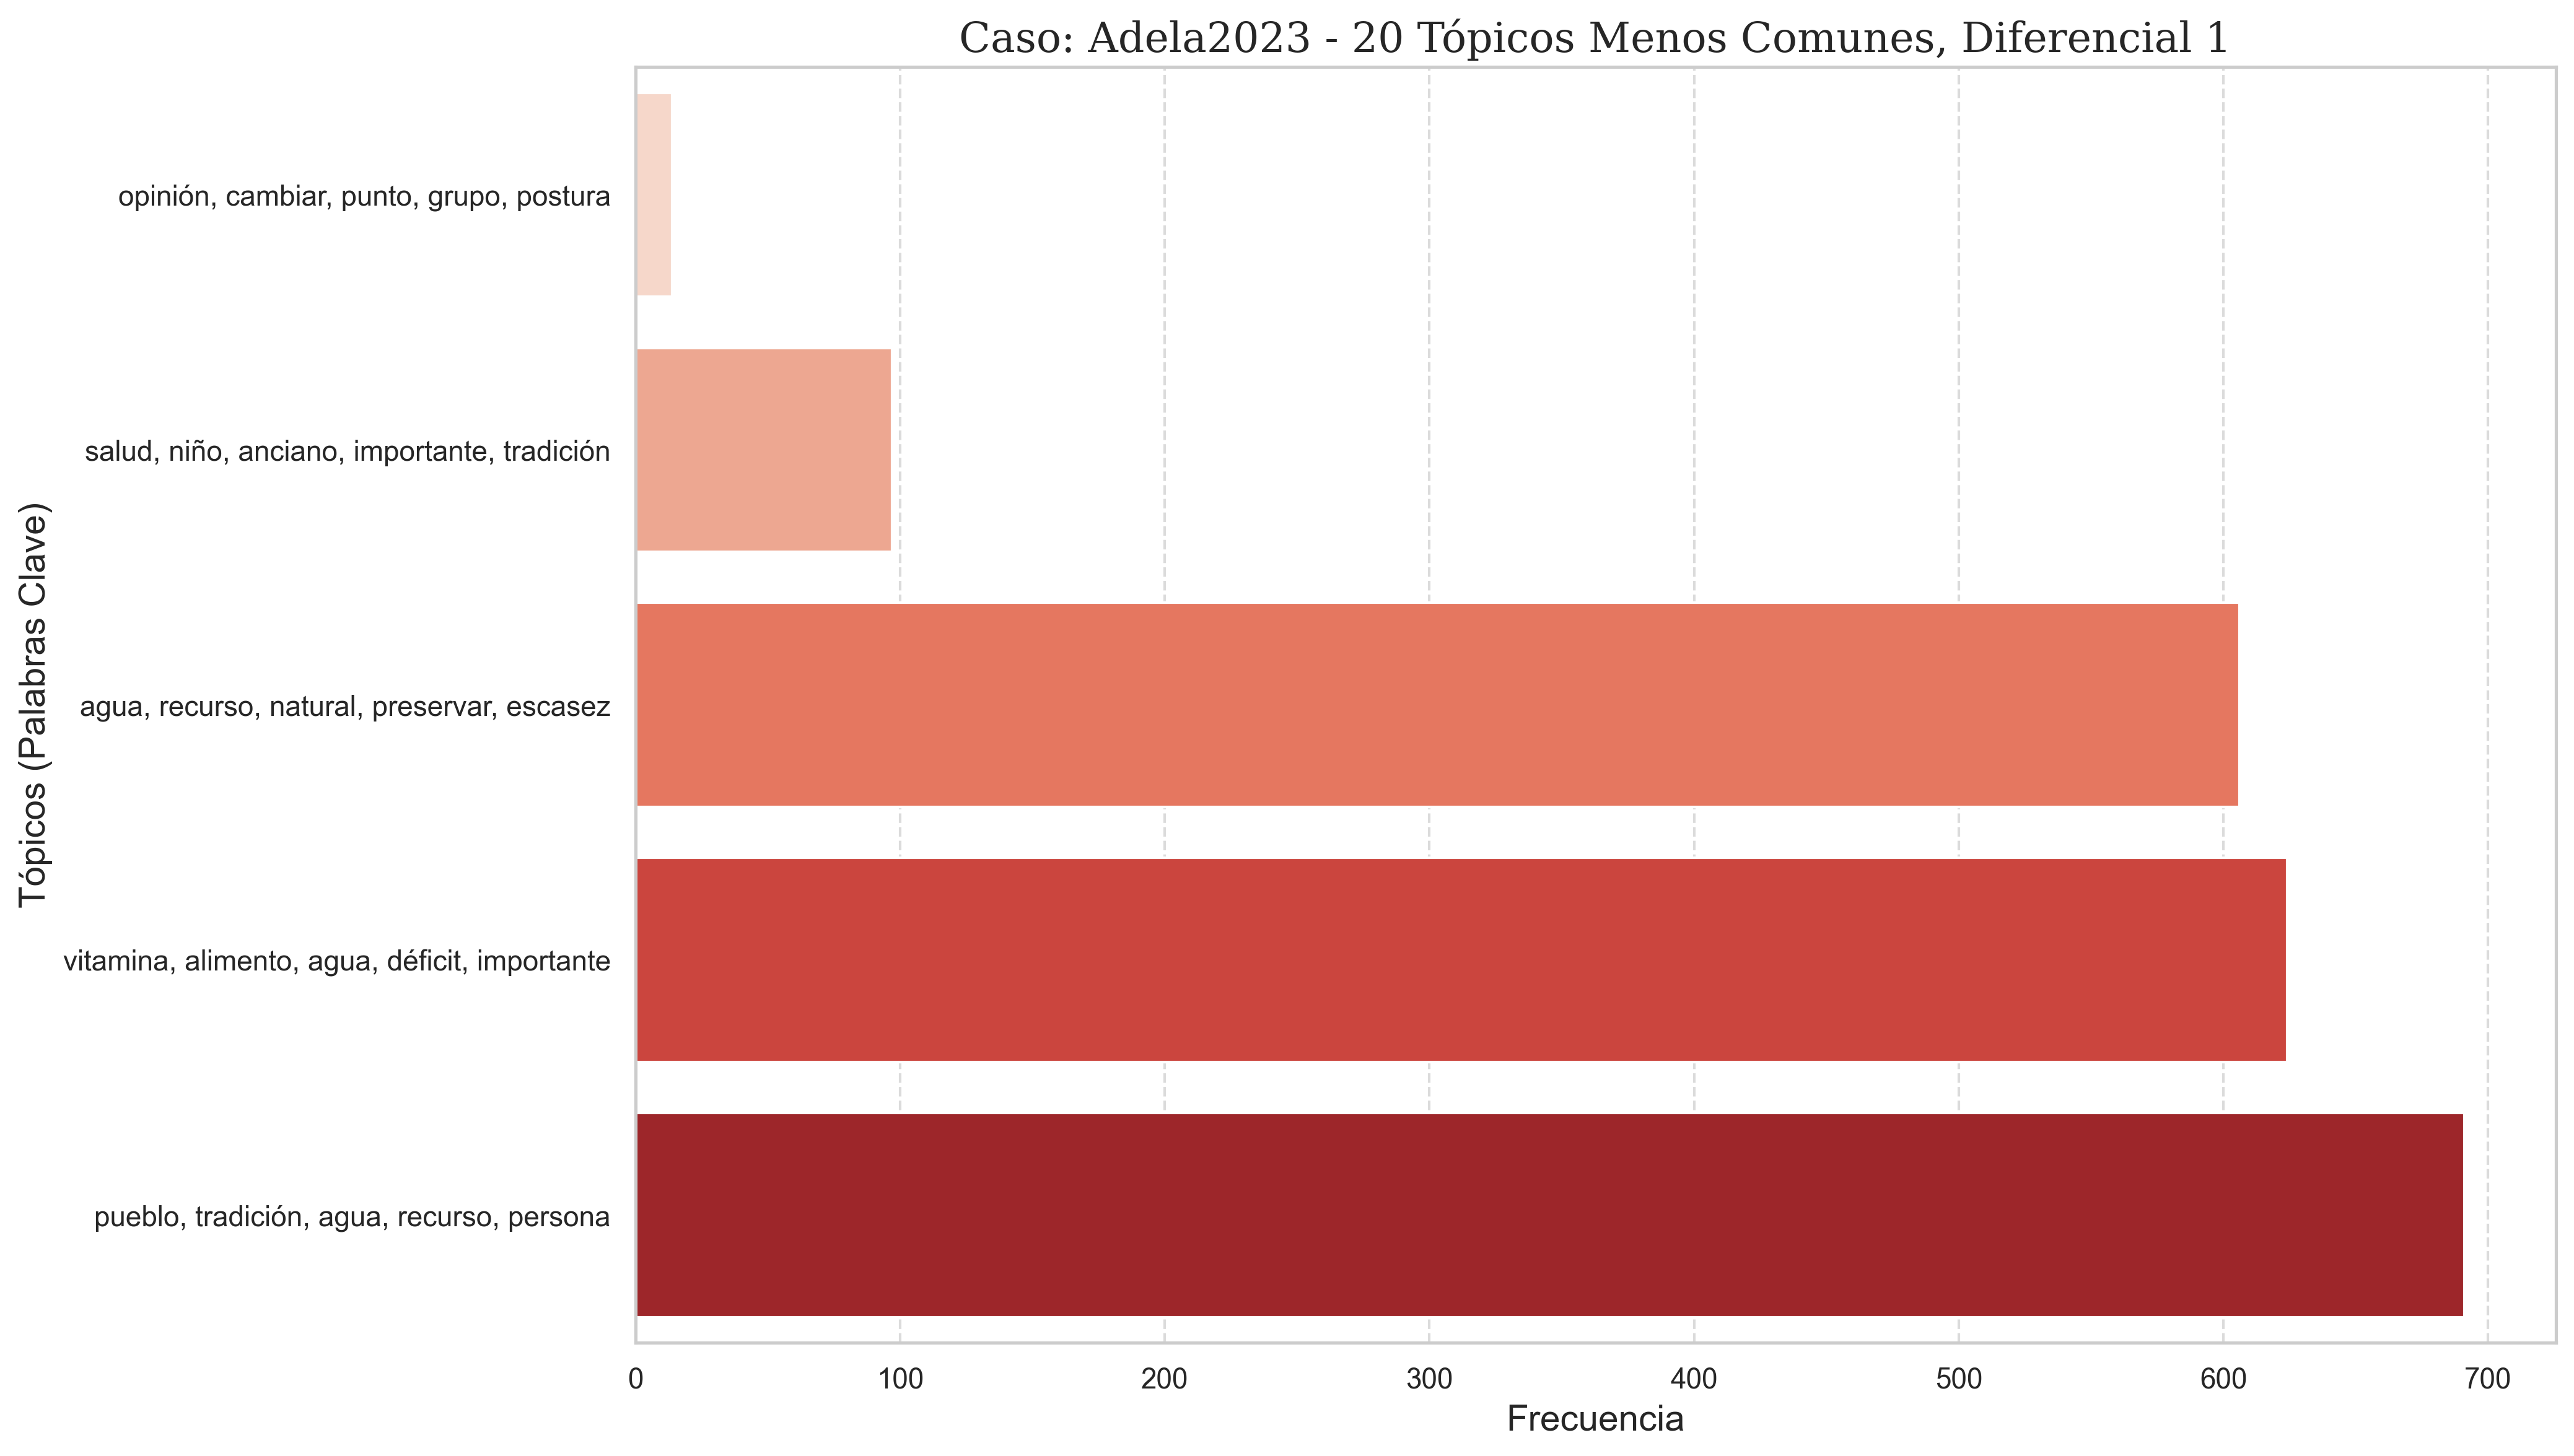 Caso: Adela2023 - 20 Tópicos Menos Comunes, Diferencial 1
Tópicos (Palabras Clave)
opinión, cambiar, punto, grupo, postura
salud, niño, anciano, importante, tradición
agua, recurso, natural, preservar, escasez
vitamina, alimento, agua, déficit, importante
pueblo, tradición, agua, recurso, persona
0 100 200 300 400 500 600 700
Frecuencia